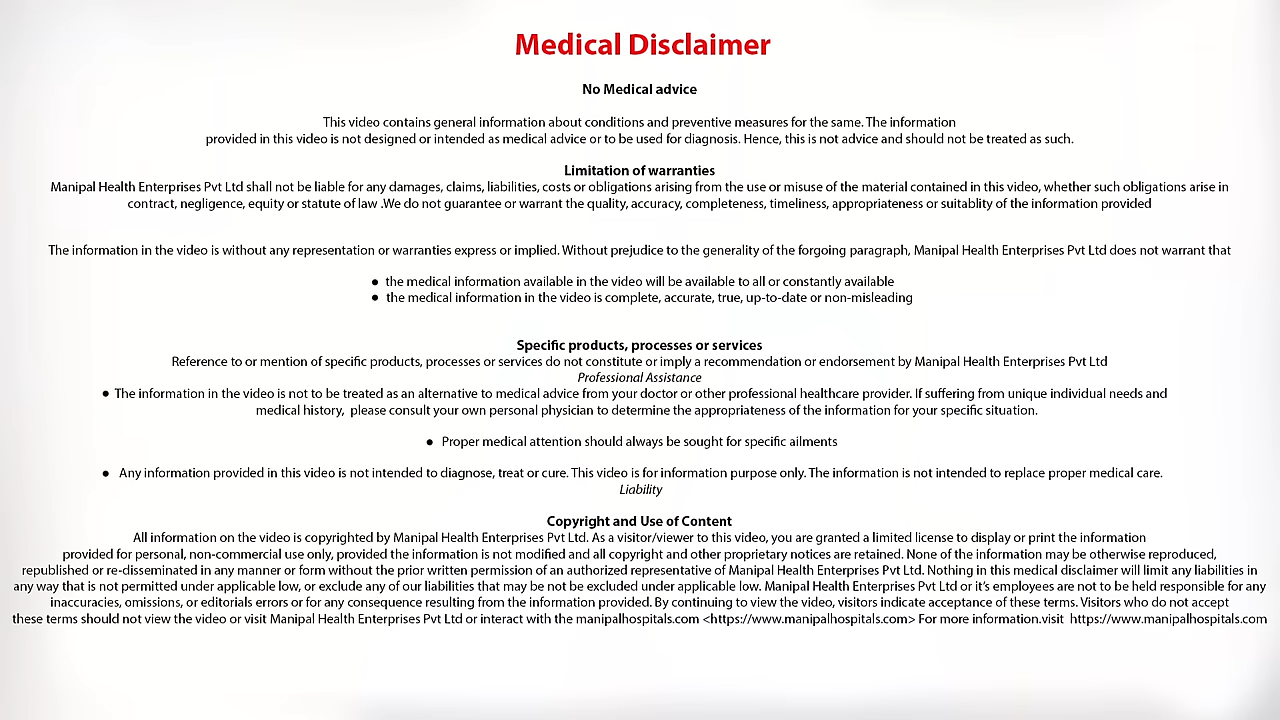 Medical Disclaimer
No Medical advice
This video contains general information about conditions and preventive measures for the same. The information
provided in this video is not designed or intended as medical advice or to be used for diagnosis. Hence, this is not advice and should not be treated as such.
Limitation of warranties
Manipal Health Enterprises Pvt Ltd shall not be liable for any damages, claims, liabilities, costs or obligations arising from the use or misuse of the material contained in this video, whether such obligations arise in
contract, negligence, equity or statute of law .We do not guarantee or warrant the quality, accuracy, completeness, timeliness, appropriateness or suitablity of the information provided
The information in the video is without any representation or warranties express or implied. Without prejudice to the generality of the forgoing paragraph, Manipal Health Enterprises Pvt Ltd does not warrant that
● the medical information available in the video will be available to all or constantly available
● the medical information in the video is complete, accurate, true, up-to-date or non-misleading
Specific products, processes or services
Reference to or mention of specific products, processes or services do not constitute or imply a recommendation or endorsement by Manipal Health Enterprises Pvt Ltd
Professional Assistance
● The information in the video is not to be treated as an alternative to medical advice from your doctor or other professional healthcare provider. If suffering from unique individual needs and
medical history, please consult your own personal physician to determine the appropriateness of the information for your specific situation.
● Proper medical attention should always be sought for specific ailments
● Any information provided in this video is not intended to diagnose, treat or cure. This video is for information purpose only. The information is not intended to replace proper medical care.
Liability
Copyright and Use of Content
All information on the video is copyrighted by Manipal Health Enterprises Pvt Ltd. As a visitor/viewer to this video, you are granted a limited license to display or print the information
provided for personal, non-commercial use only, provided the information is not modified and all copyright and other proprietary notices are retained. None of the information may be otherwise reproduced,
republished or re-disseminated in any manner or form without the prior written permission of an authorized representative of Manipal Health Enterprises Pvt Ltd. Nothing in this medical disclaimer will limit any liabilities in
any way that is not permitted under applicable low, or exclude any of our liabilities that may be not be excluded under applicable low. Manipal Health Enterprises Pvt Ltd or it's employees are not to be held responsible for any
inaccuracies, omissions, or editorials errors or for any consequence resulting from the information provided. By continuing to view the video, visitors indicate acceptance of these terms. Visitors who do not accept
these terms should not view the video or visit Manipal Health Enterprises Pvt Ltd or interact with the manipalhospitals.com <https://www.manipalhospitals.com> For more information.visit https://www.manipalhospitals.com